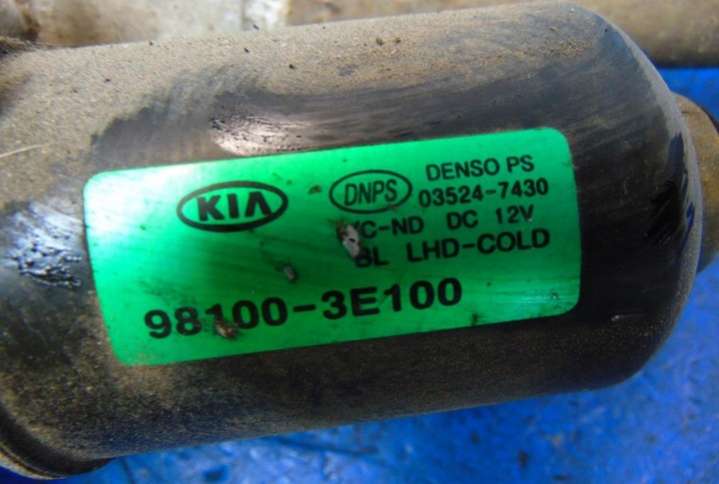 KIA
DNPS
DENSO PS
03524-7430
DC 12V
LHD-COLD
98100-3E100